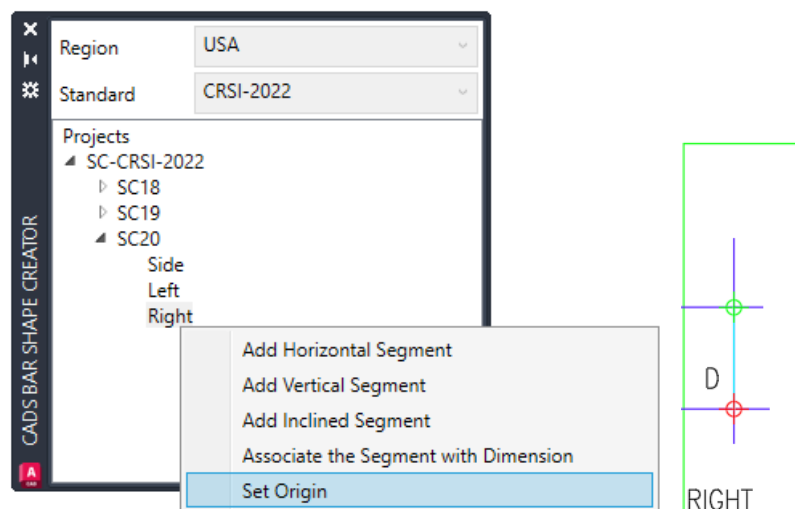 Region
USA
Standard
CRSI-2022
Projects
SC-CRSI-2022
SC18
SC19
SC20
Side
Left
Right
Add Horizontal Segment
Add Vertical Segment
Add Inclined Segment
Associate the Segment with Dimension
Set Origin
CADS BAR SHAPE CREATOR
A
CAD
D
RIGHT